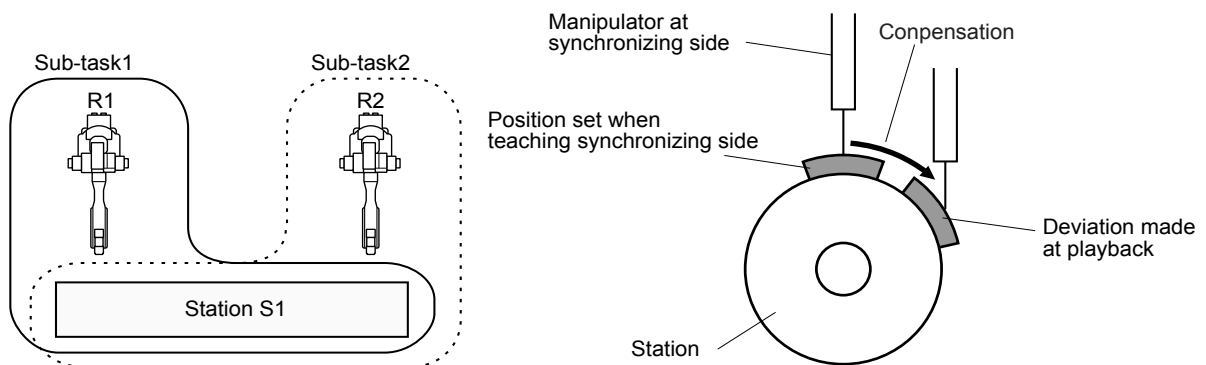 Sub-task1
Sub-task2
R1
R2
Station S1
Manipulator at
synchronizing side
Conpensation
Position set when
teaching synchronizing side
Deviation made
at playback
Station